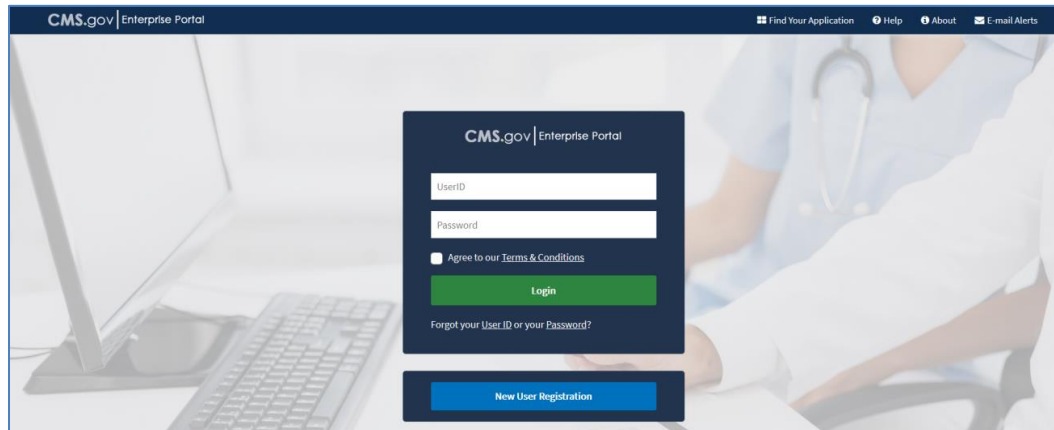 CMS.gov Enterprise Portal
Find Your Application Help About E-mail Alerts
CMS.gov Enterprise Portal
UserID
Password
Agree to our Terms & Conditions
Login
Forgot your User ID or your Password?
New User Registration